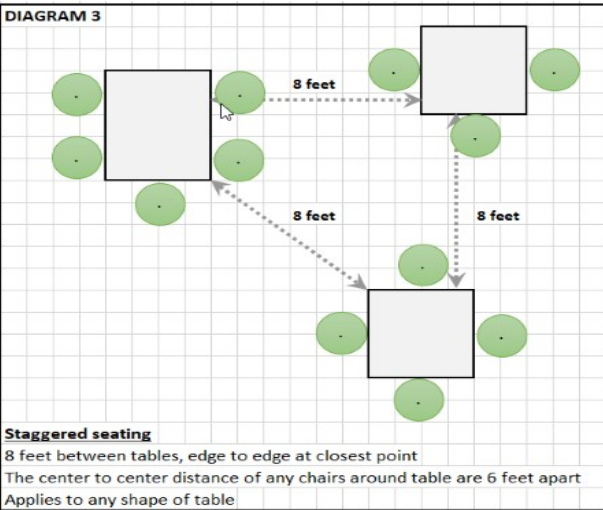 DIAGRAM 3
8 feet
8 feet
8 feet
Staggered seating
8 feet between tables, edge to edge at closest point
The center to center distance of any chairs around table are 6 feet apart
Applies to any shape of table